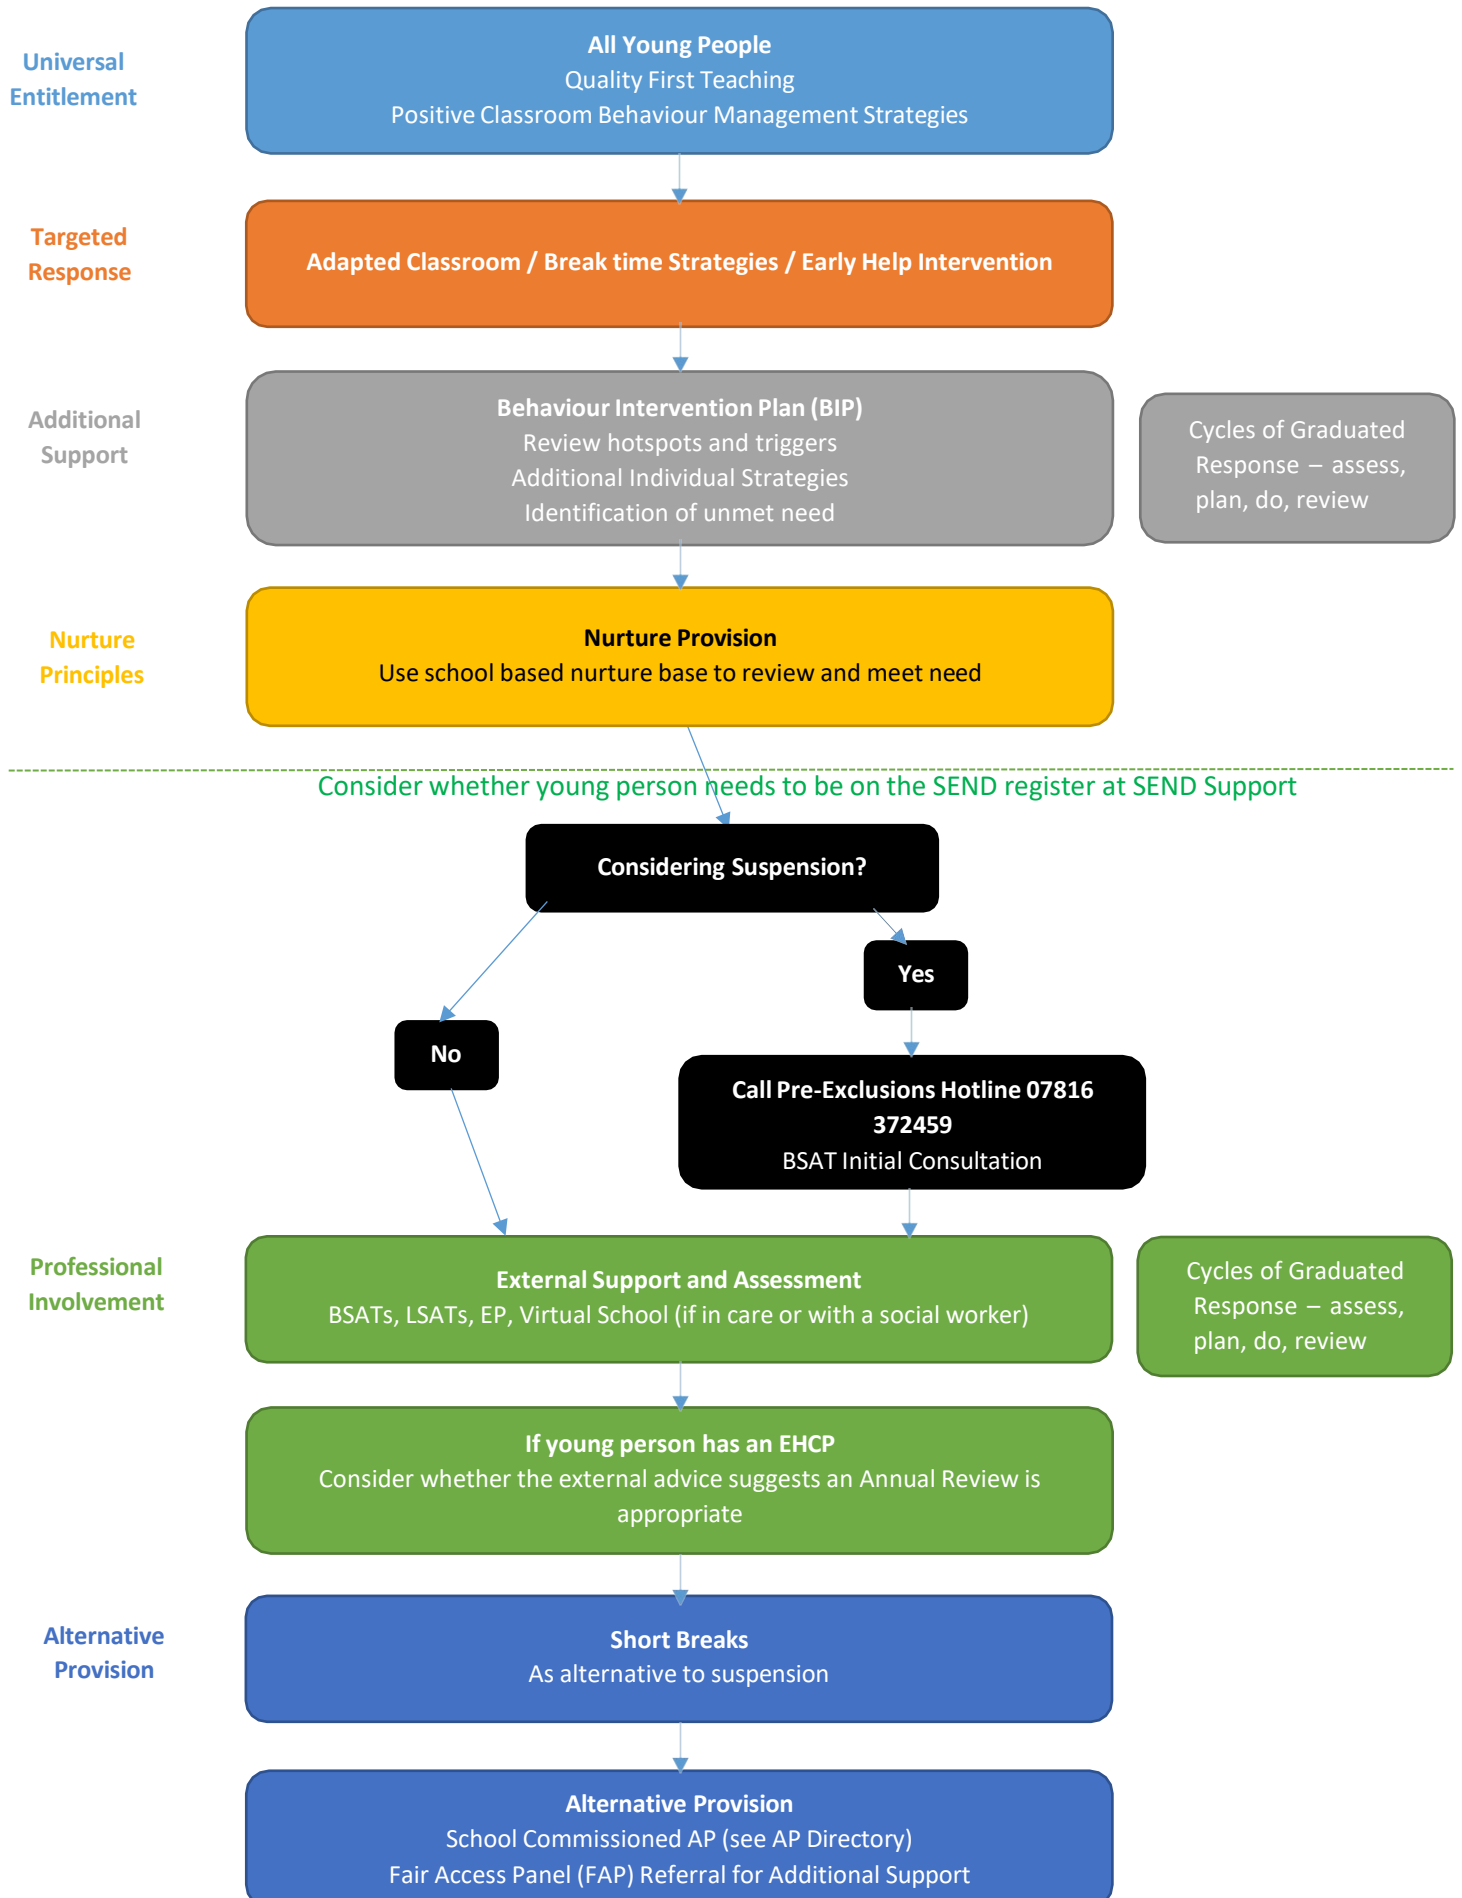 Universal
Entitlement
All Young People
Quality First Teaching
Positive Classroom Behaviour Management Strategies
Targeted
Response
Adapted Classroom / Break time Strategies / Early Help Intervention
Additional
Support
Behaviour Intervention Plan (BIP)
Review hotspots and triggers
Additional Individual Strategies
Identification of unmet need
Cycles of Graduated
Response – assess,
plan, do, review
Nurture
Principles
Nurture Provision
Use school based nurture base to review and meet need
Consider whether young person needs to be on the SEND register at SEND Support
Considering Suspension?
Yes
No
Call Pre-Exclusions Hotline 07816
372459
BSAT Initial Consultation
Professional
Involvement
External Support and Assessment
BSATs, LSATs, EP, Virtual School (if in care or with a social worker)
Cycles of Graduated
Response – assess,
plan, do, review
If young person has an EHCP
Consider whether the external advice suggests an Annual Review is
appropriate
Alternative
Provision
Short Breaks
As alternative to suspension
Alternative Provision
School Commissioned AP (see AP Directory)
Fair Access Panel (FAP) Referral for Additional Support